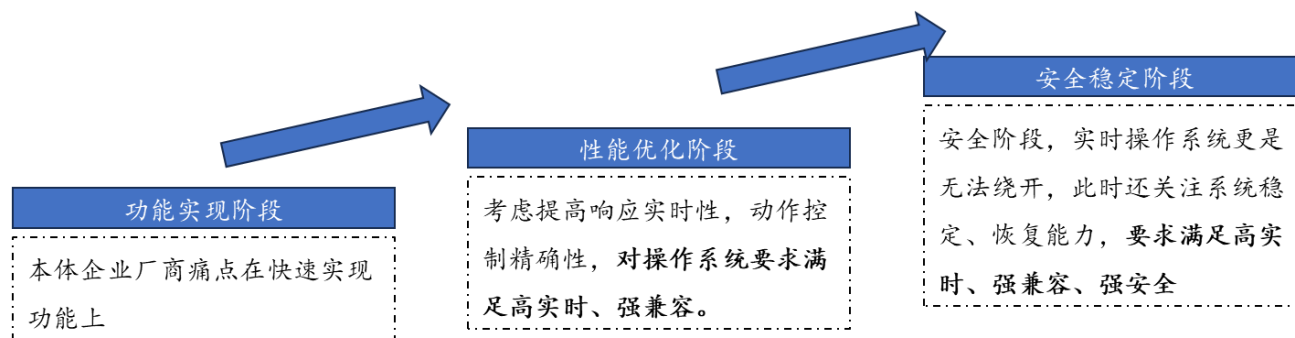 功能实现阶段
本体企业厂商痛点在快速实现
功能上
性能优化阶段
考虑提高响应实时性，动作控
制精确性，对操作系统要求满
足高实时、强兼容。
安全稳定阶段
安全阶段，实时操作系统更是
无法绕开，此时还关注系统稳
定、恢复能力，要求满足高实
时、强兼容、强安全